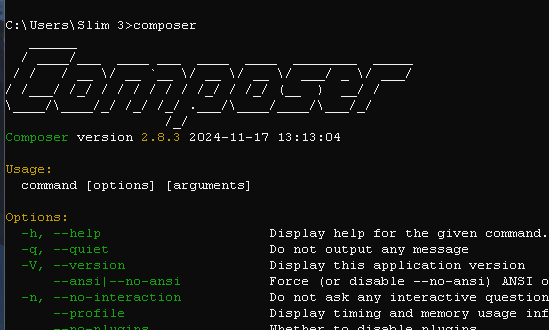 C:\Users\Slim 3>composer
   ______
  / ____/___  ____ ___  ____  ____  ________  _____
 / /   / __ \/ __ `__ \/ __ \/ __ \/ ___/ _ \/ ___/
/ /___/ /_/ / / / / / / /_/ / /_/ (__  )  __/ /
\____/\____/_/ /_/ /_/ .___/\____/____/\___/_/
                    /_/
Composer version 2.8.3 2024-11-17 13:13:04
Usage:
  command [options] [arguments]
Options:
  -h, --help                     Display help for the given command.
  -q, --quiet                    Do not output any message
  -V, --version                  Display this application version
      --ansi|--no-ansi           Force (or disable --no-ansi) ANSI o
  -n, --no-interaction           Do not ask any interactive question
      --profile                  Display timing and memory usage inf
      --no-plugins               Whether to disable plugins.